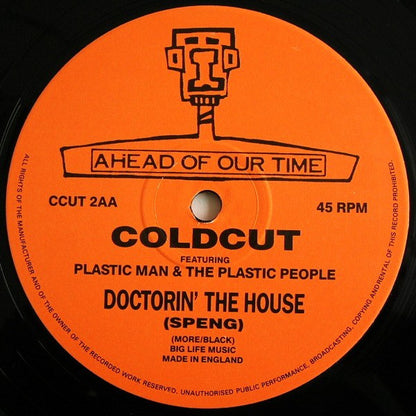 AHEAD OF OUR TIME
CCUT 2AA
45 RPM
COLDCUT
FEATURING
PLASTIC MAN & THE PLASTIC PEOPLE
DOCTORIN' THE HOUSE
(SPENG)
(MORE/BLACK)
BIG LIFE MUSIC
MADE IN ENGLAND
ALL RIGHTS OF THE MANUFACTURER AND OF THE OWNER OF THE RECORDED WORK RESERVED. UNAUTHORISED PUBLIC PERFORMANCE, BROADCASTING, COPYING AND RENTAL OF THIS RECORD PROHIBITED.